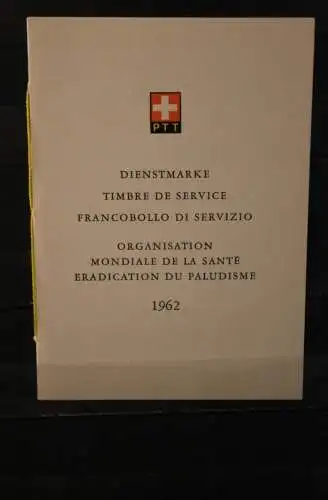 PTT
DIENSTMARKE
TIMBRE DE SERVICE
FRANCOBOLLO DI SERVIZIO
ORGANISATION
MONDIALE DE LA SANTÉ
ERADICATION DU PALUDISME
1962